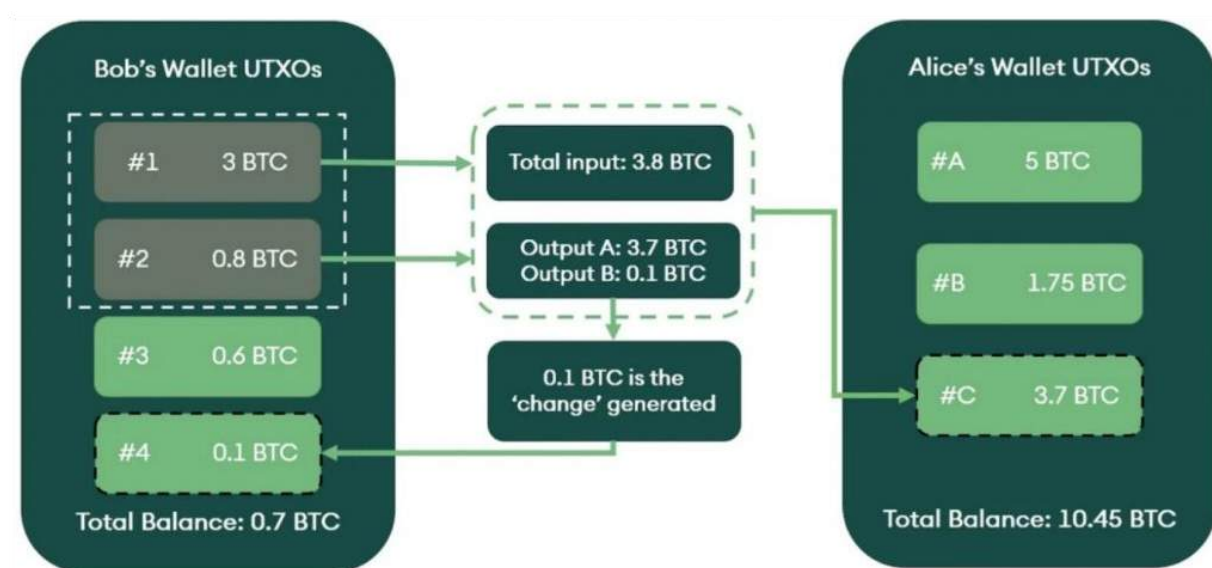 Bob's Wallet UTXOs
#1 3 BTC
#2 0.8 BTC
#3 0.6 BTC
#4 0.1 BTC
Total Balance: 0.7 BTC
Total input: 3.8 BTC
Output A: 3.7 BTC
Output B: 0.1 BTC
0.1 BTC is the
'change' generated
Alice's Wallet UTXOs
#A 5 BTC
#B 1.75 BTC
#C 3.7 BTC
Total Balance: 10.45 BTC